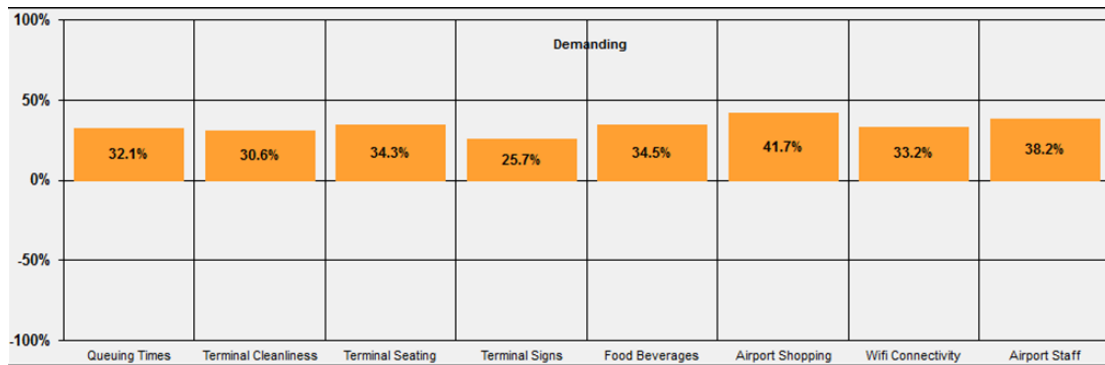 100%
Demanding
50%
32.1% 30.6% 34.3% 25.7% 34.5% 41.7% 33.2% 38.2%
0%
-50%
-100%
Queuing Times Terminal Cleanliness Terminal Seating Terminal Signs Food Beverages Airport Shopping Wifi Connectivity Airport Staff